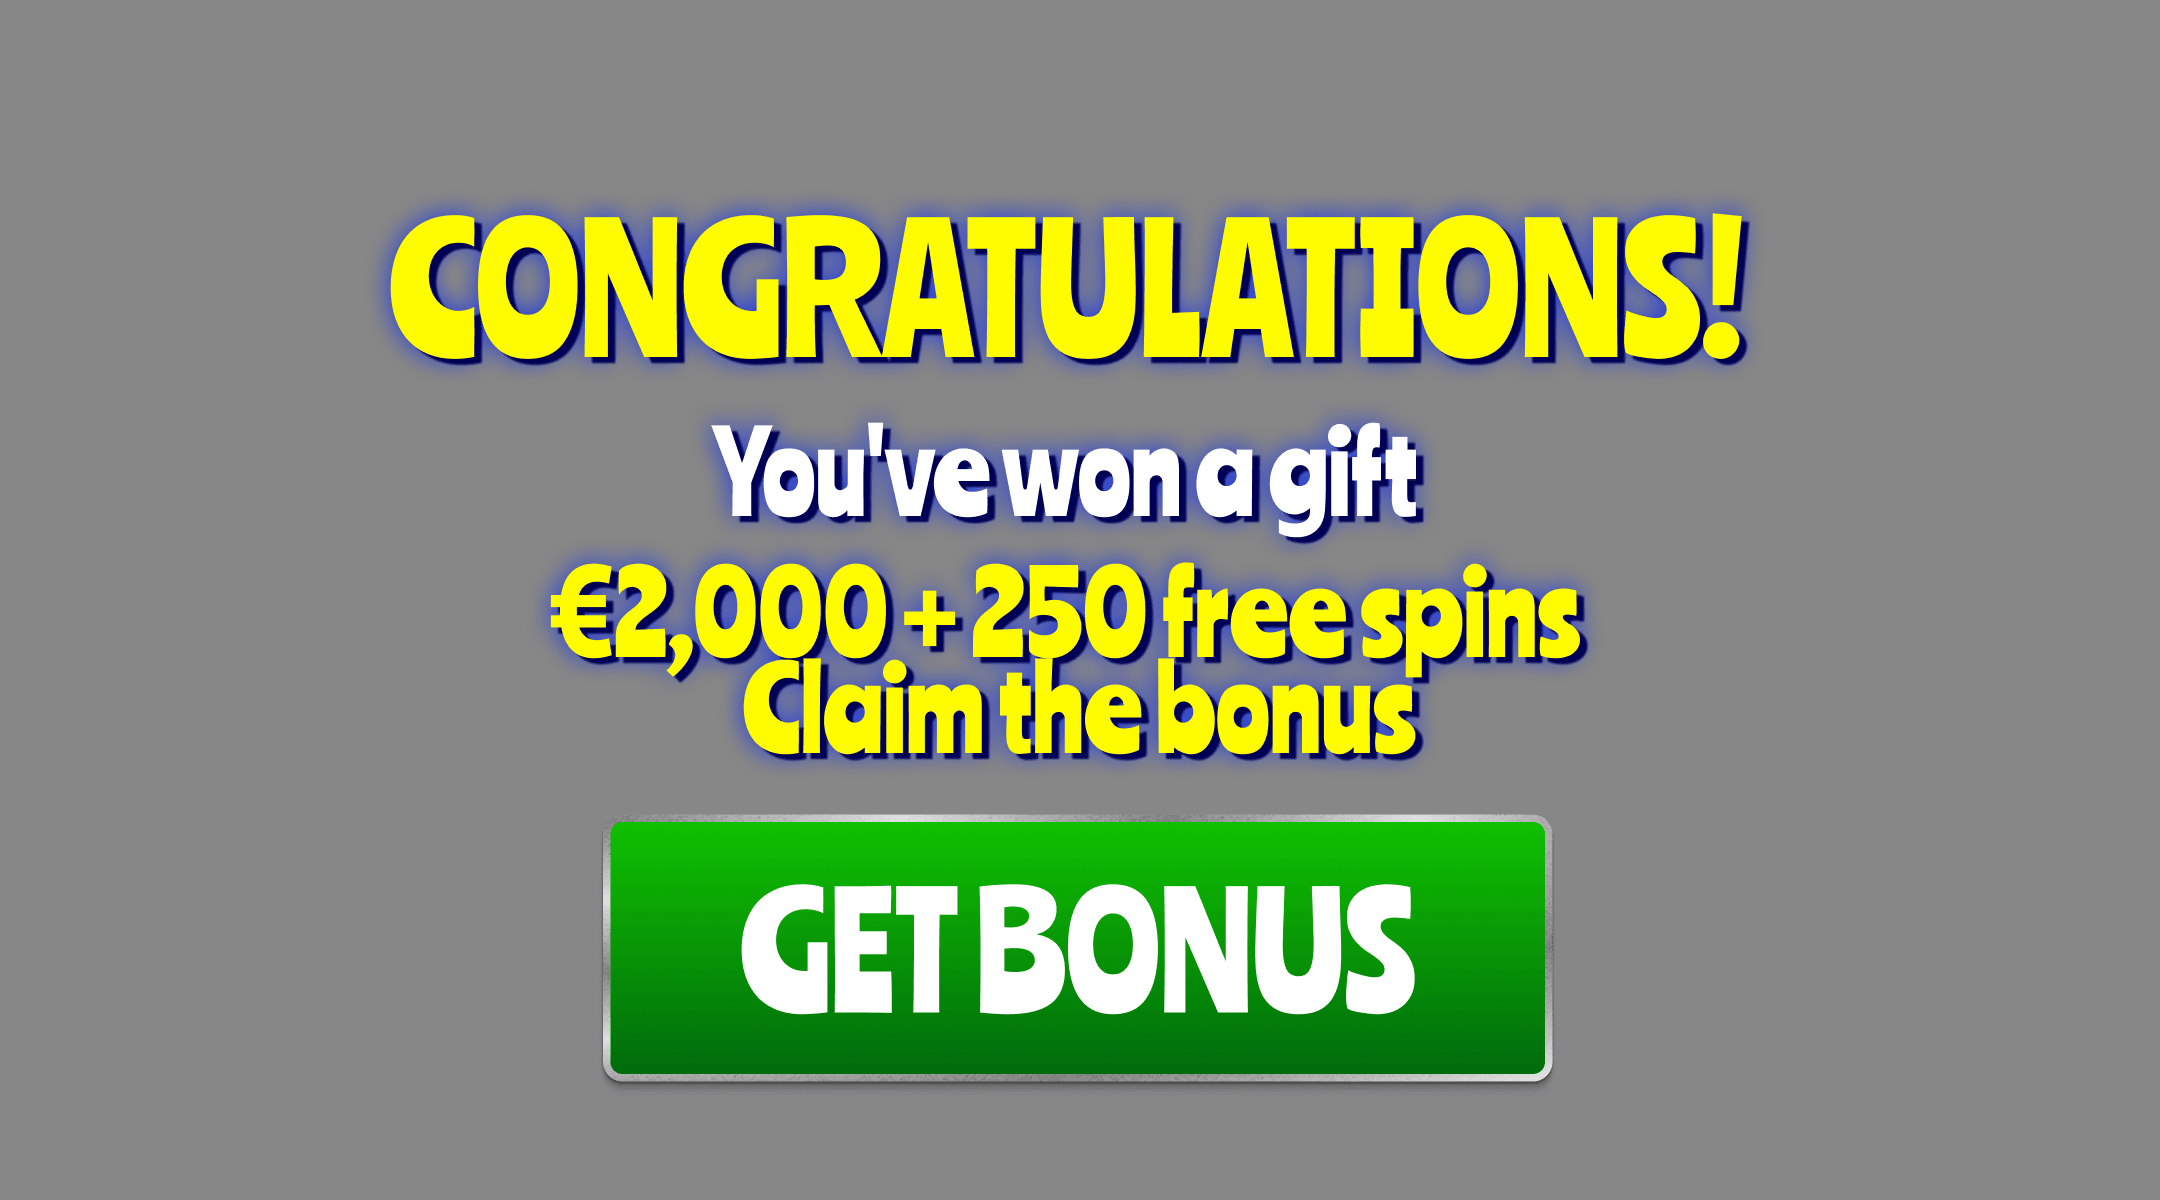 CONGRATULATIONS!
You've won a gift
€2,000 + 250 free spins
Claim the bonus
GET BONUS